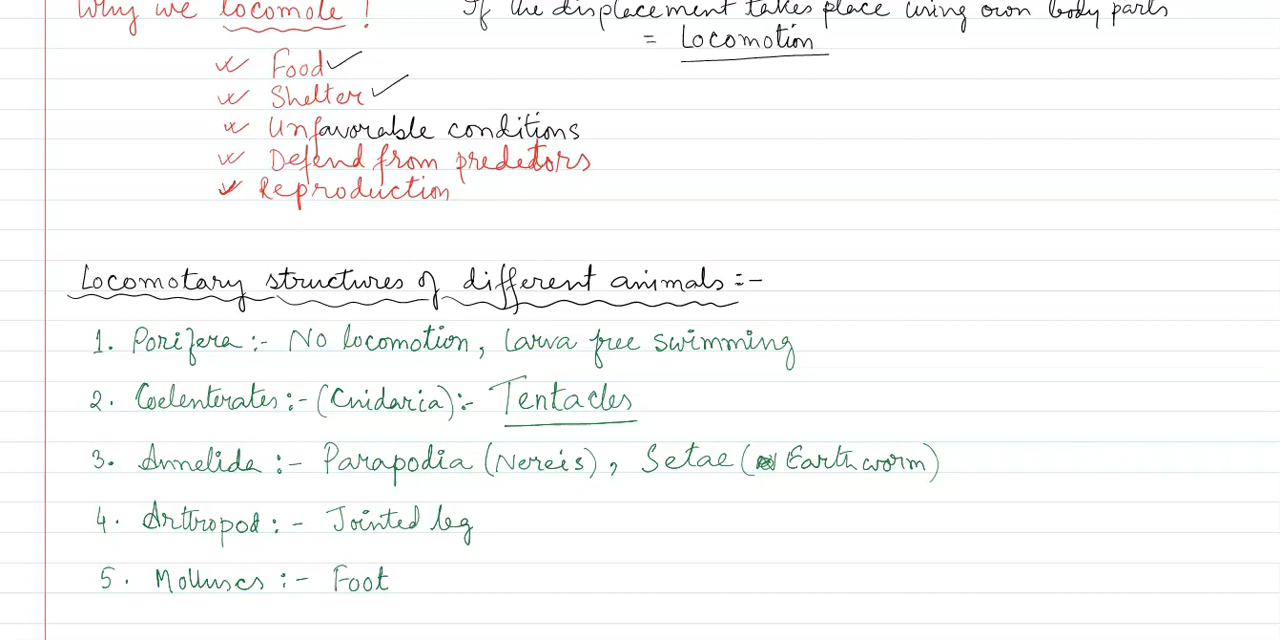 Why we locomote !
If the displacement takes place using own body parts
= Locomotion
Food
Shelter
Unfavorable conditions
Defend from predetors
Reproduction
Locomotary structures of different animals :-
1. Porifera :- No locomotion, Larva free swimming
2. Coelenterates :- (Cnidaria) :- Tentacles
3. Annelida :- Parapodia (Nereis), Setae (Earthworm)
4. Arttropod :- Jointed leg
5. Molluscs :- Foot